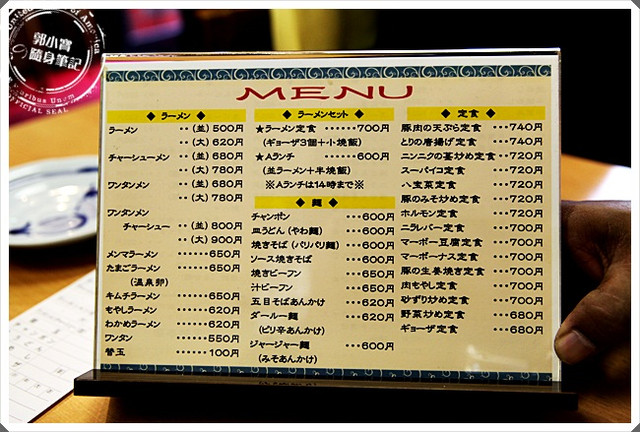 郭小寶
の隨身筆記
MENU
◆ ラーメン ◆
ラーメン ‥(並)500円
‥(大)620円
チャーシューメン ‥(並)680円
‥(大)780円
ワンタンメン ‥(並)680円
‥(大)780円
ワンタンメン
チャーシュー ‥(並)800円
‥(大)900円
メンマラーメン ‥‥‥650円
たまごラーメン ‥‥‥650円
(温泉卵)
キムチラーメン ‥‥‥650円
もやしラーメン ‥‥‥620円
わかめラーメン ‥‥‥620円
ワンタン ‥‥‥550円
替玉 ‥‥‥100円
◆ ラーメンセット ◆
★ラーメン定食 ‥‥‥700円
(ギョーザ3個+小焼飯)
★Aランチ ‥‥‥600円
(並ラーメン+半焼飯)
※Aランチは14時まで※
◆ 麺 ◆
チャンポン ‥‥600円
皿うどん(やわ麺) ‥‥600円
焼きそば(パリパリ麺) ‥‥600円
ソース焼きそば ‥‥600円
焼きビーフン ‥‥650円
汁ビーフン ‥‥650円
五目そばあんかけ ‥‥620円
ダールー麺 ‥‥620円
(ピリ辛あんかけ)
ジャージャー麺 ‥‥600円
(みそあんかけ)
◆ 定食 ◆
豚肉の天ぷら定食 ‥‥740円
とりの唐揚げ定食 ‥‥740円
ニンニクの茎炒め定食‥720円
スーパイコ定食 ‥‥720円
八宝菜定食 ‥‥720円
豚のみそ炒め定食 ‥‥720円
ホルモン定食 ‥‥720円
ニラレバー定食 ‥‥700円
マーボー豆腐定食 ‥‥700円
マーボーナス定食 ‥‥700円
豚の生姜焼き定食 ‥‥700円
肉もやし定食 ‥‥700円
砂ずり炒め定食 ‥‥700円
野菜炒め定食 ‥‥680円
ギョーザ定食 ‥‥680円